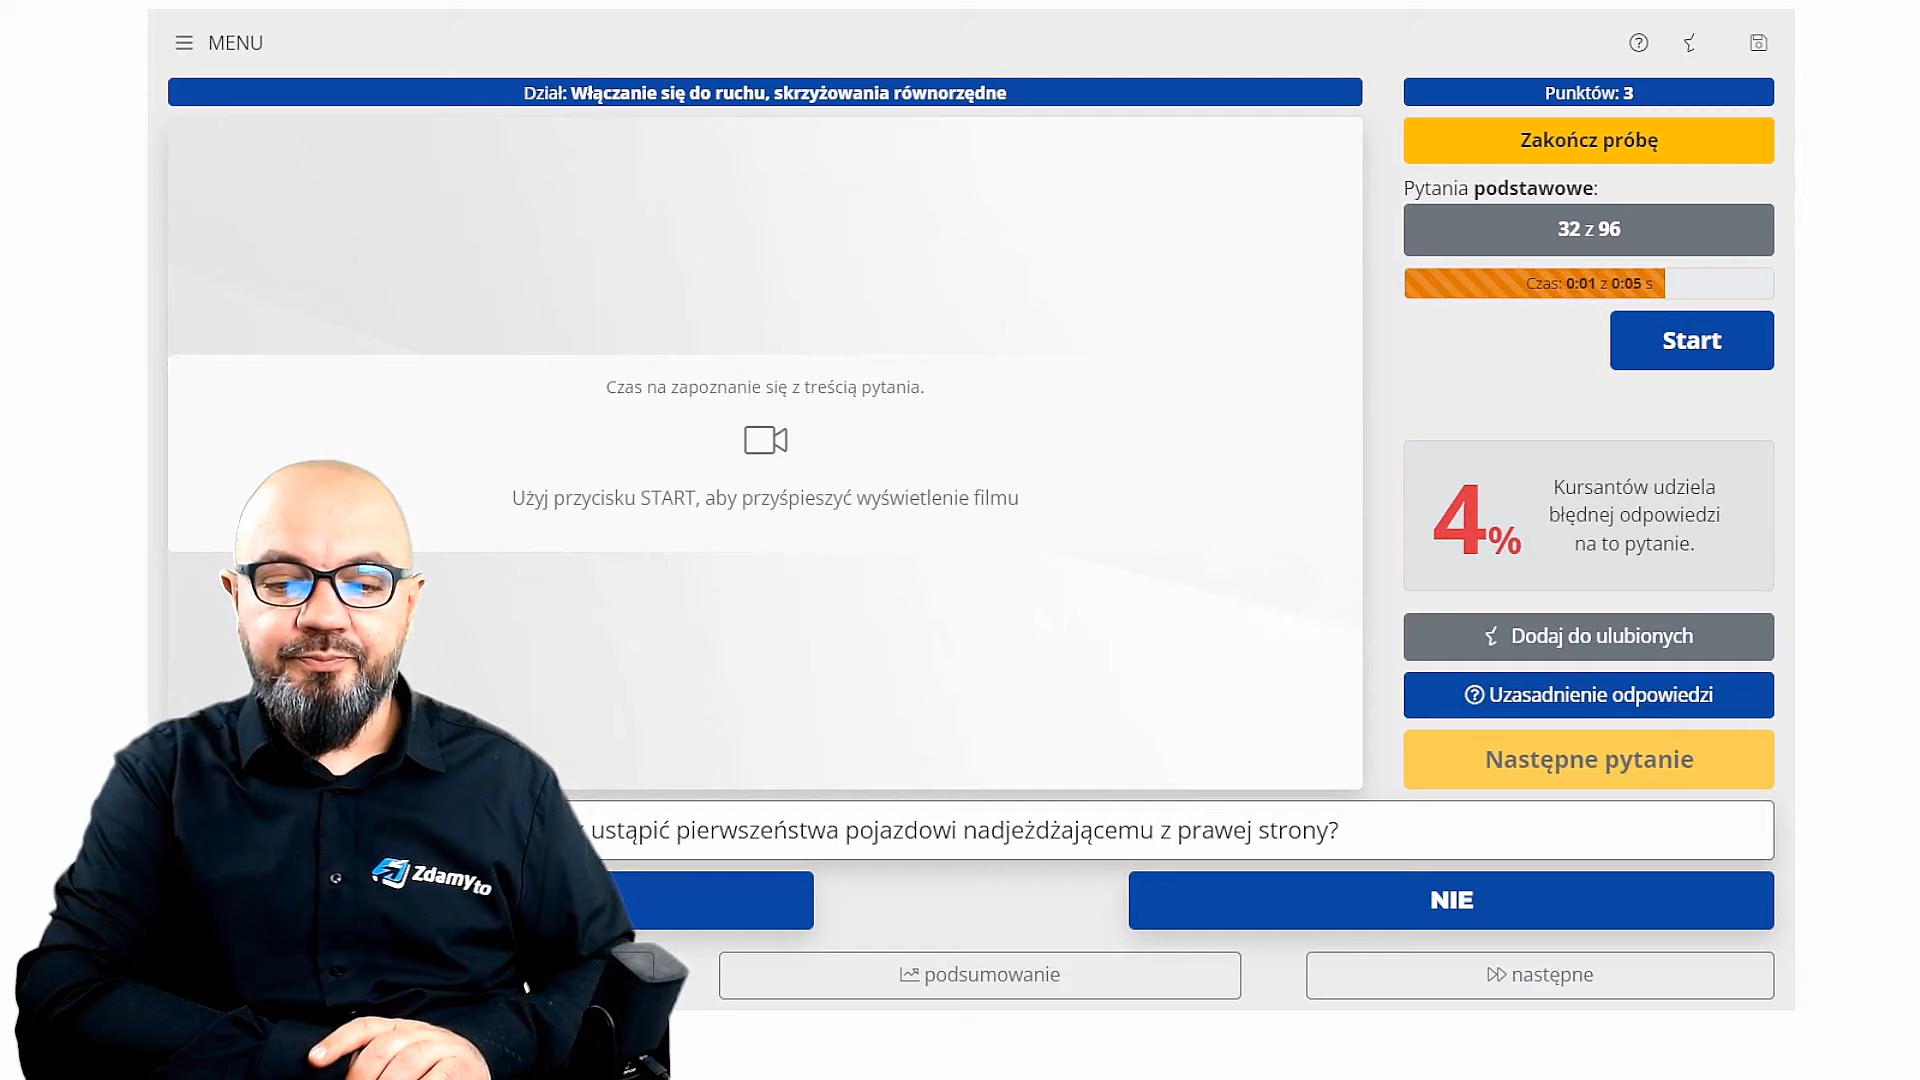 MENU
Dział: Włączanie się do ruchu, skrzyżowania równorzędne
Punktów: 3
Zakończ próbę
Pytania podstawowe:
32 z 96
Czas: 0:01 z 0:05 s
Start
Czas na zapoznanie się z treścią pytania.
Użyj przycisku START, aby przyśpieszyć wyświetlenie filmu
4%
Kursantów udziela
błędnej odpowiedzi
na to pytanie.
Dodaj do ulubionych
Uzasadnienie odpowiedzi
Następne pytanie
ustąpić pierwszeństwa pojazdowi nadjeżdżającemu z prawej strony?
NIE
podsumowanie
następne
Zdamyto